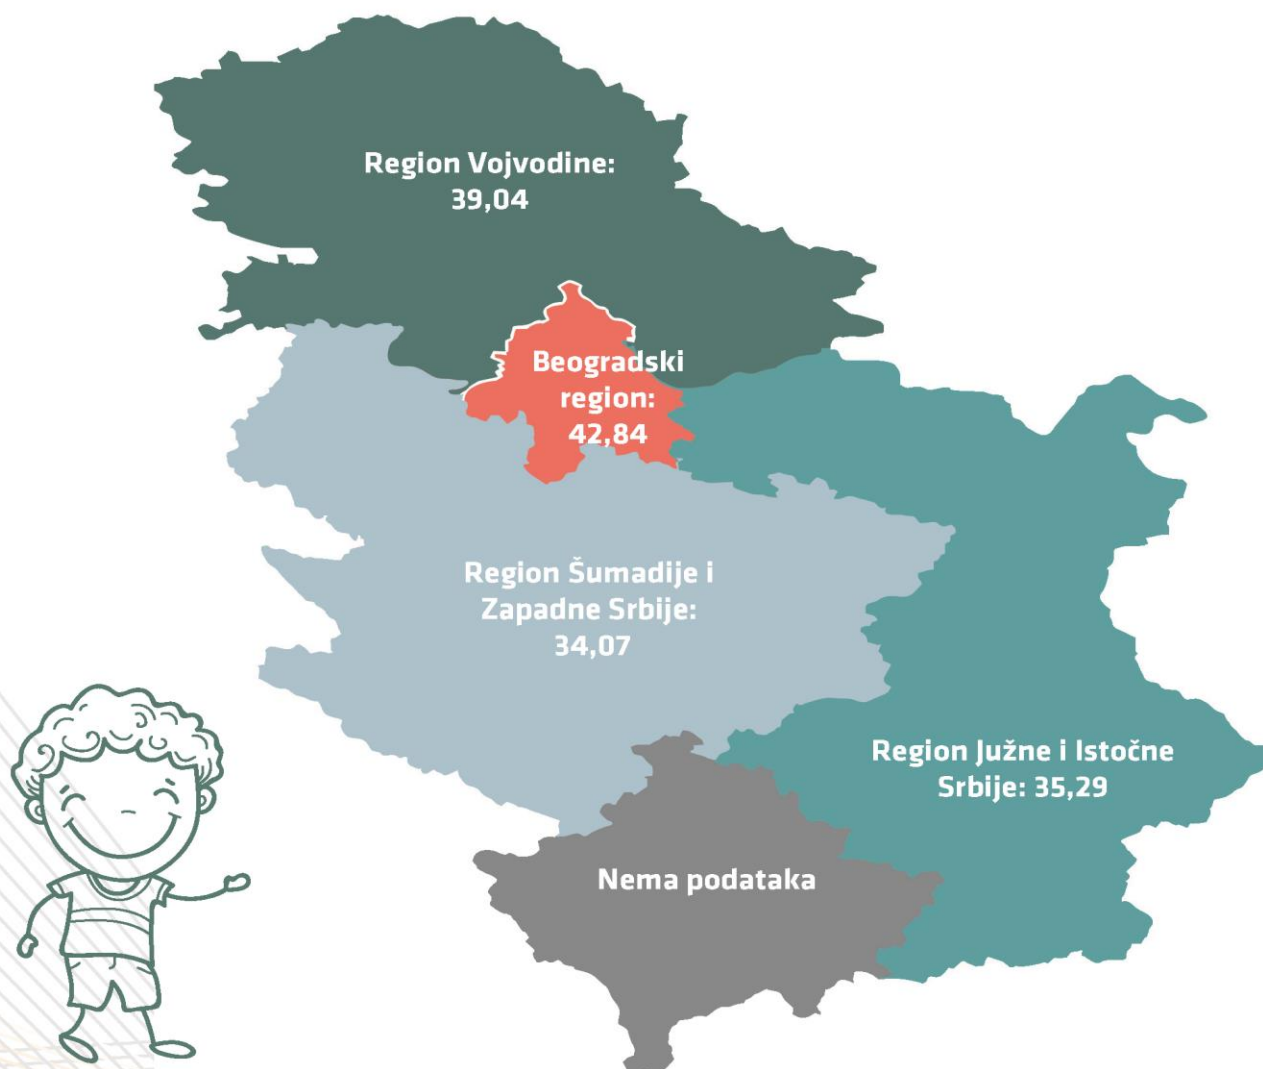 Region Vojvodine:
39,04
Beogradski
region:
42,84
Region Šumadije i
Zapadne Srbije:
34,07
Region Južne i Istočne
Srbije: 35,29
Nema podataka